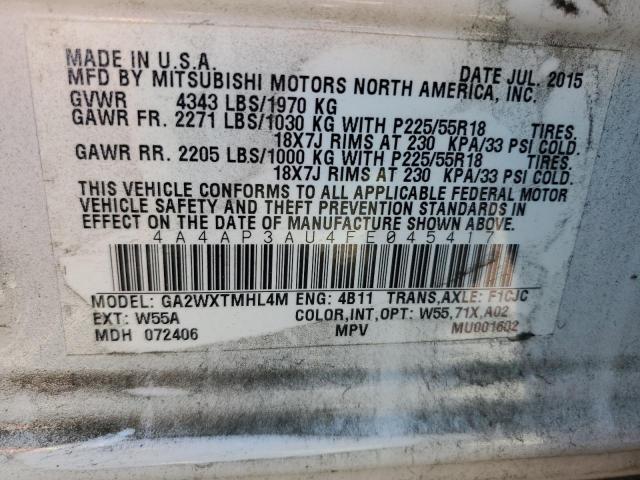 MADE IN U.S.A. DATE JUL. 2015
MFD BY MITSUBISHI MOTORS NORTH AMERICA, INC.
GVWR 4343 LBS/1970 KG
GAWR FR. 2271 LBS/1030 KG WITH P225/55R18 TIRES.
18X7J RIMS AT 230 KPA/33 PSI COLD.
GAWR RR. 2205 LBS/1000 KG WITH P225/55R18 TIRES.
18X7J RIMS AT 230 KPA/33 PSI COLD.
THIS VEHICLE CONFORMS TO ALL APPLICABLE FEDERAL MOTOR
VEHICLE SAFETY AND THEFT PREVENTION STANDARDS IN
EFFECT ON THE DATE OF MANUFACTURE SHOWN ABOVE.
4A4AP3AU4FE045417
MODEL: GA2WXTMHL4M ENG: 4B11 TRANS,AXLE: F1CJC
EXT: W55A COLOR,INT,OPT: W55,71X,A02
MDH 072406 MPV MU001602